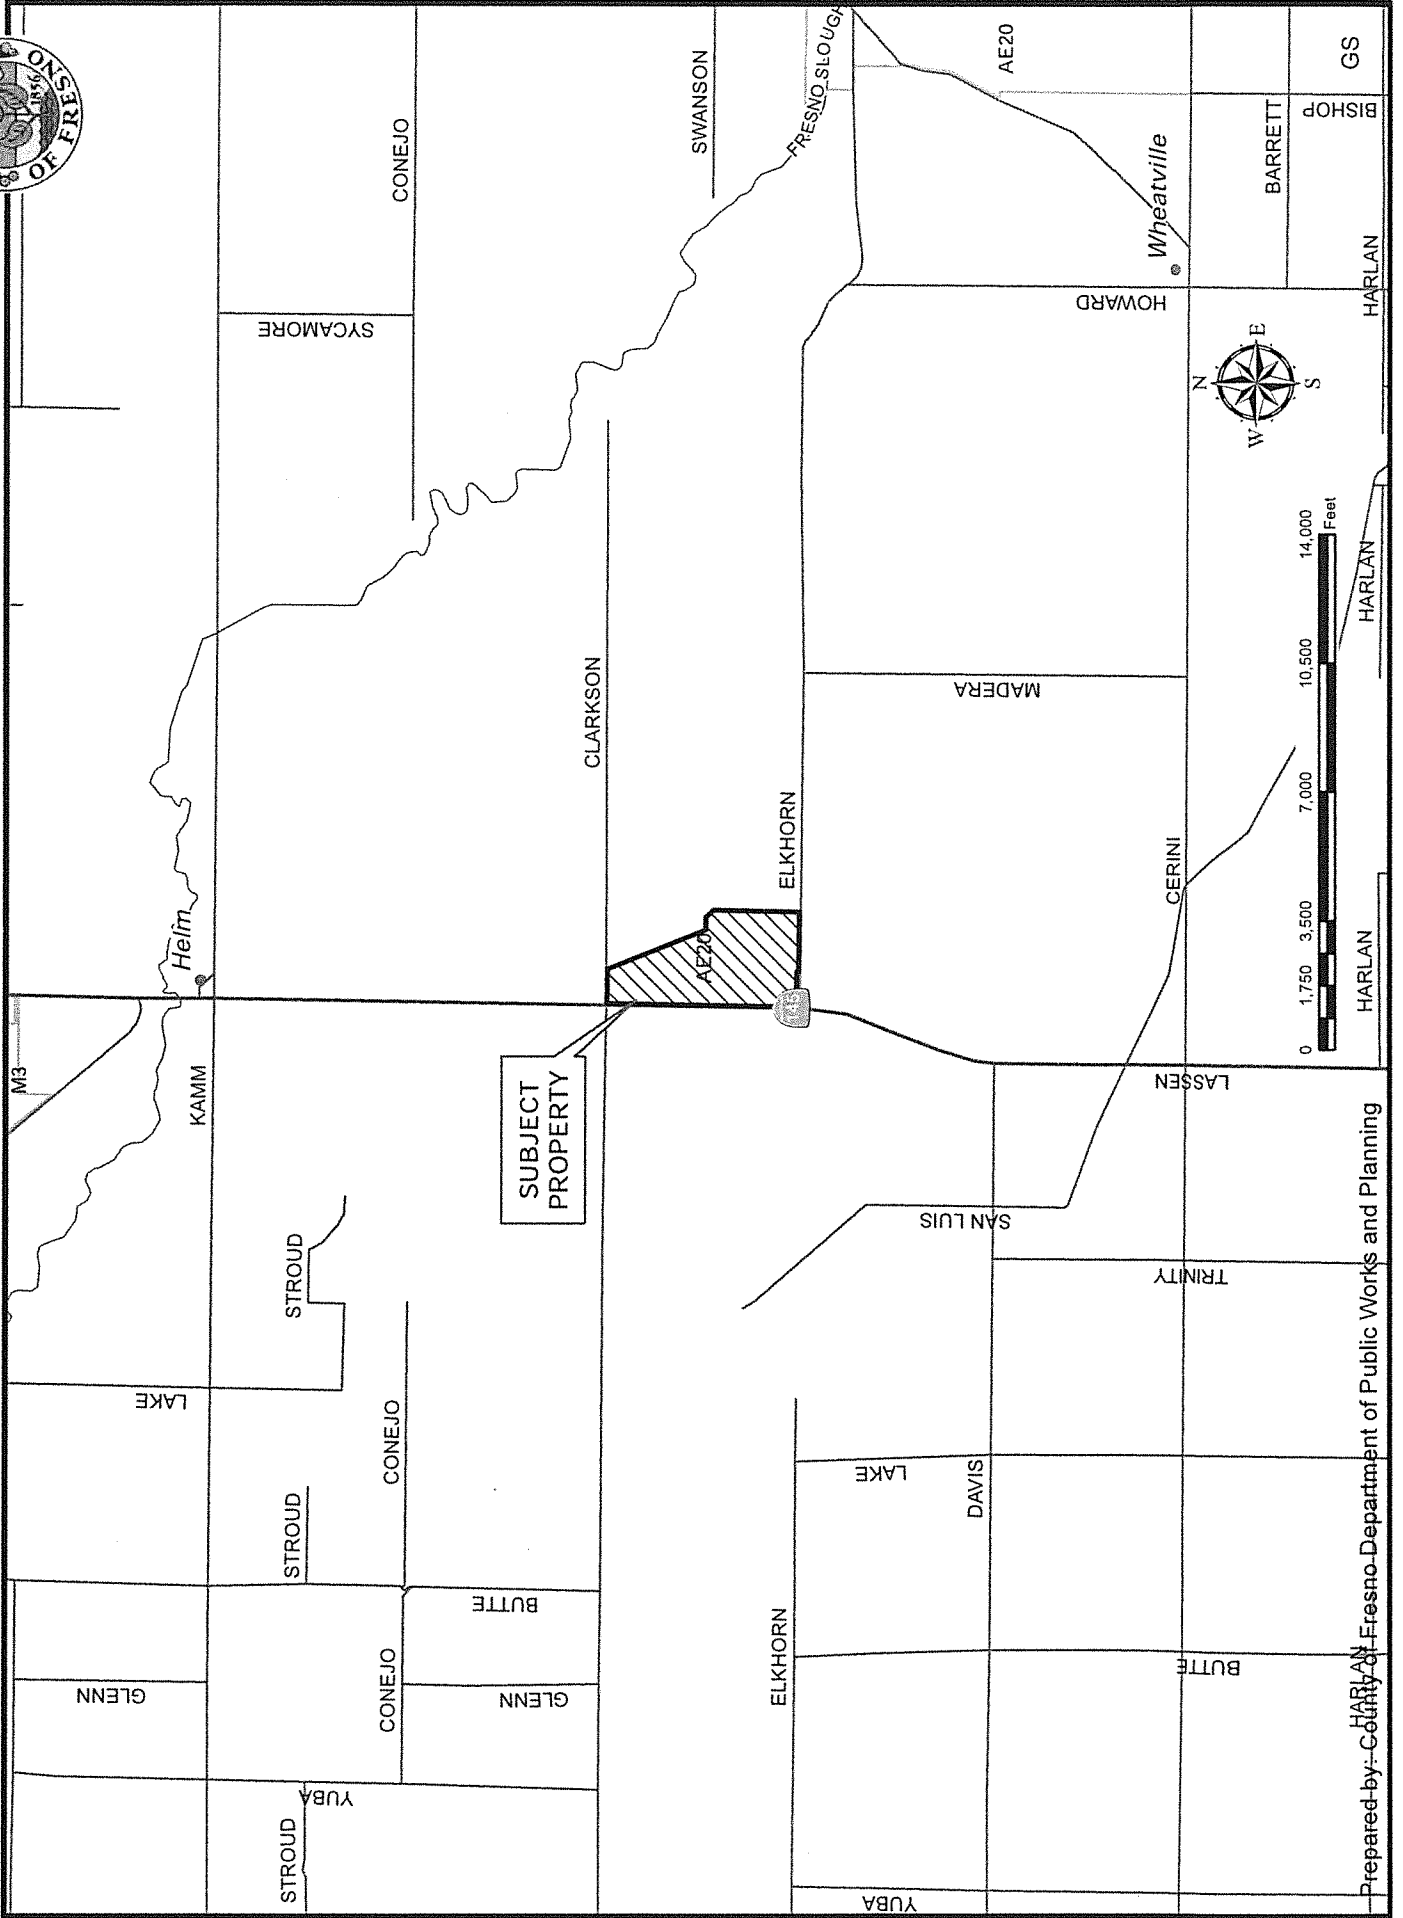 OF FRESNO
1856
M3
GLENN
LAKE
Helm
KAMM
STROUD
YUBA
STROUD
STROUD
SYCAMORE
CONEJO
CONEJO
CONEJO
GLENN
BUTTE
SUBJECT
PROPERTY
CLARKSON
SWANSON
AE20
FRESNO SLOUGH
ELKHORN
ELKHORN
YUBA
LAKE
DAVIS
SAN LUIS
MADERA
AE20
HOWARD
Wheatville
CERINI
BUTTE
TRINITY
LASSEN
N
W
E
S
BARRETT
0 1,750 3,500 7,000 10,500 14,000
Feet
BISHOP
GS
HARLAN
HARLAN
HARLAN
HARLAN
Prepared by: County of Fresno Department of Public Works and Planning